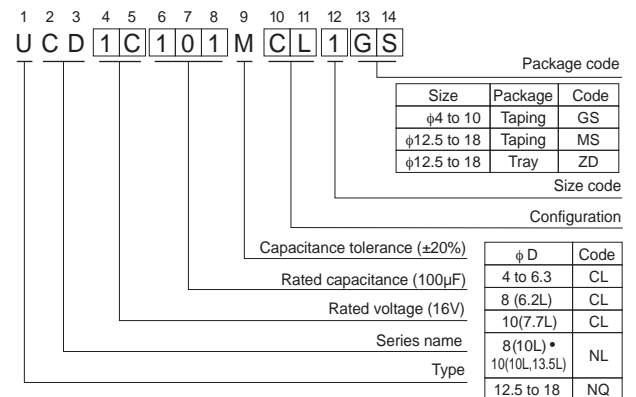 1 2 3 4 5 6 7 8 9 10 11 12 13 14
U C D 1 C 1 0 1 M C L 1 G S
Package code
Size Package Code
ϕ4 to 10 Taping GS
ϕ12.5 to 18 Taping MS
ϕ12.5 to 18 Tray ZD
Size code
Configuration
Capacitance tolerance (±20%)
Rated capacitance (100µF)
Rated voltage (16V)
Series name
Type
ϕ D Code
4 to 6.3 CL
8 (6.2L) CL
10(7.7L) CL
8(10L) •
10(10L,13.5L) NL
12.5 to 18 NQ